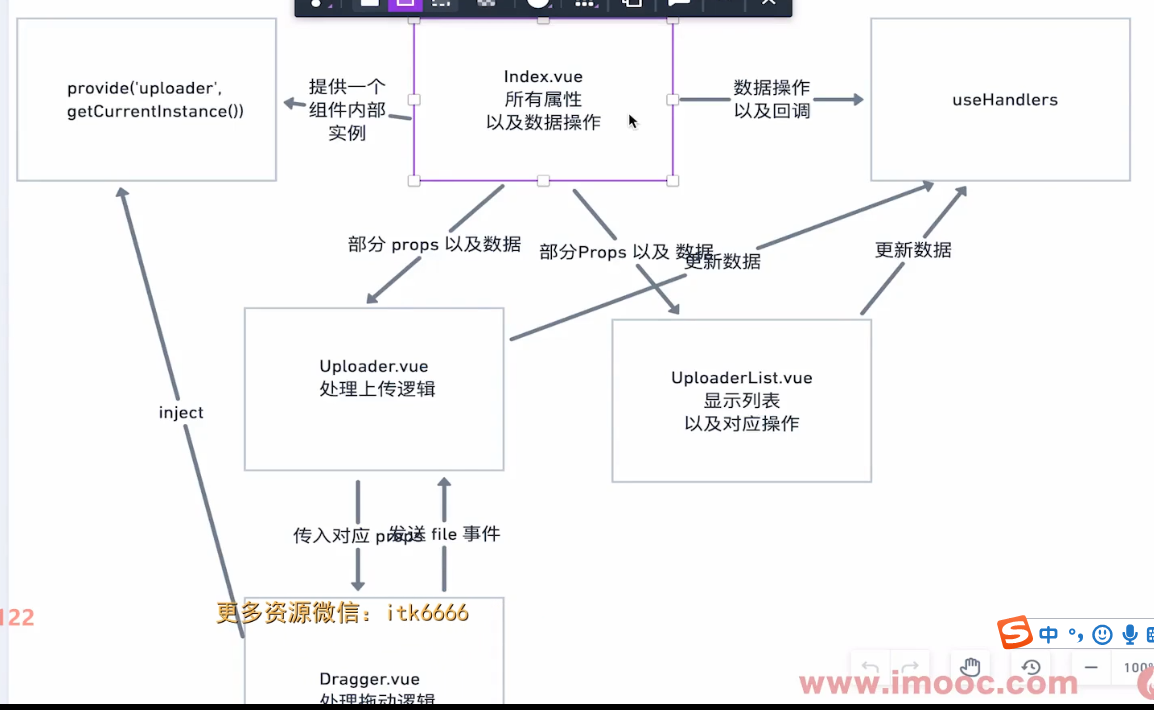 provide('uploader',
getCurrentInstance())
提供一个
组件内部
实例
Index.vue
所有属性
以及数据操作
数据操作
以及回调
useHandlers
部分 props 以及数据
部分Props 以及 数据
更新数据
更新数据
Uploader.vue
处理上传逻辑
UploaderList.vue
显示列表
以及对应操作
inject
传入对应 props
发送 file 事件
更多资源微信：itk6666
122
Dragger.vue
处理拖动逻辑
中
100%
www.imooc.com